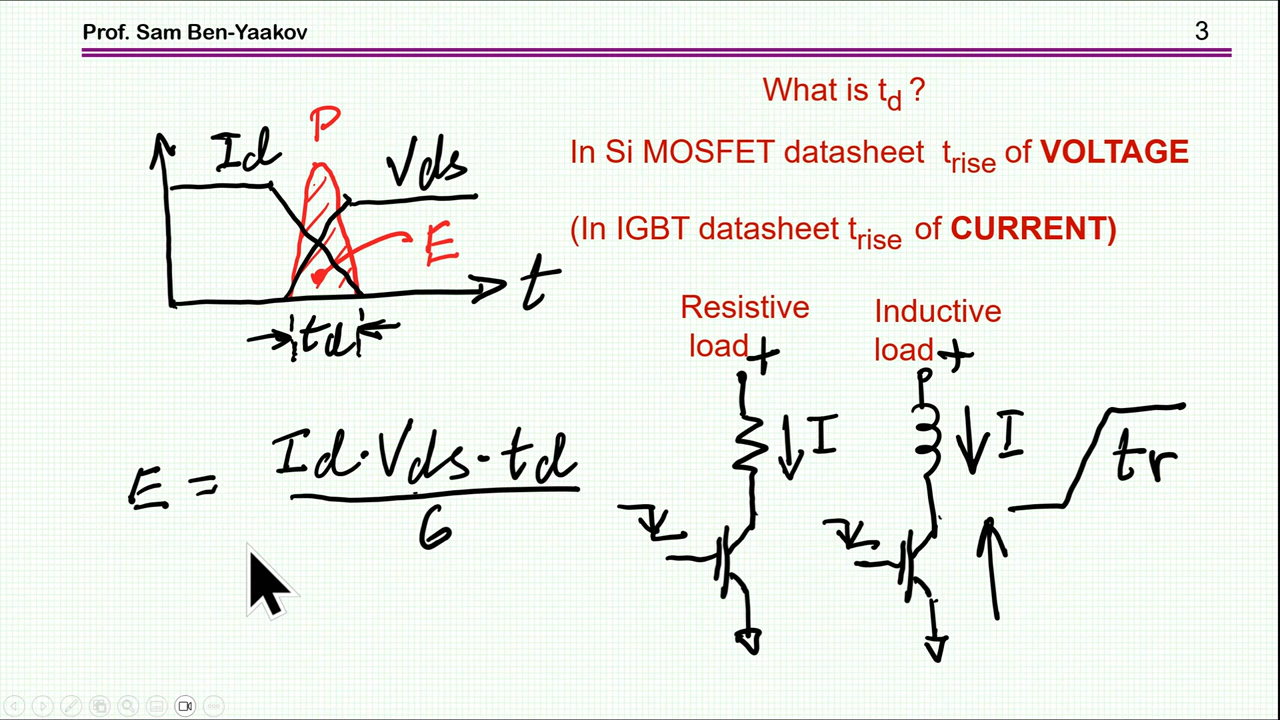 Prof. Sam Ben-Yaakov
3
What is td ?
In Si MOSFET datasheet trise of VOLTAGE
(In IGBT datasheet trise of CURRENT)
P
Id
Vds
E
t
td
E = Id·Vds·td
6
Resistive
load +
I
Inductive
load +
I
tr